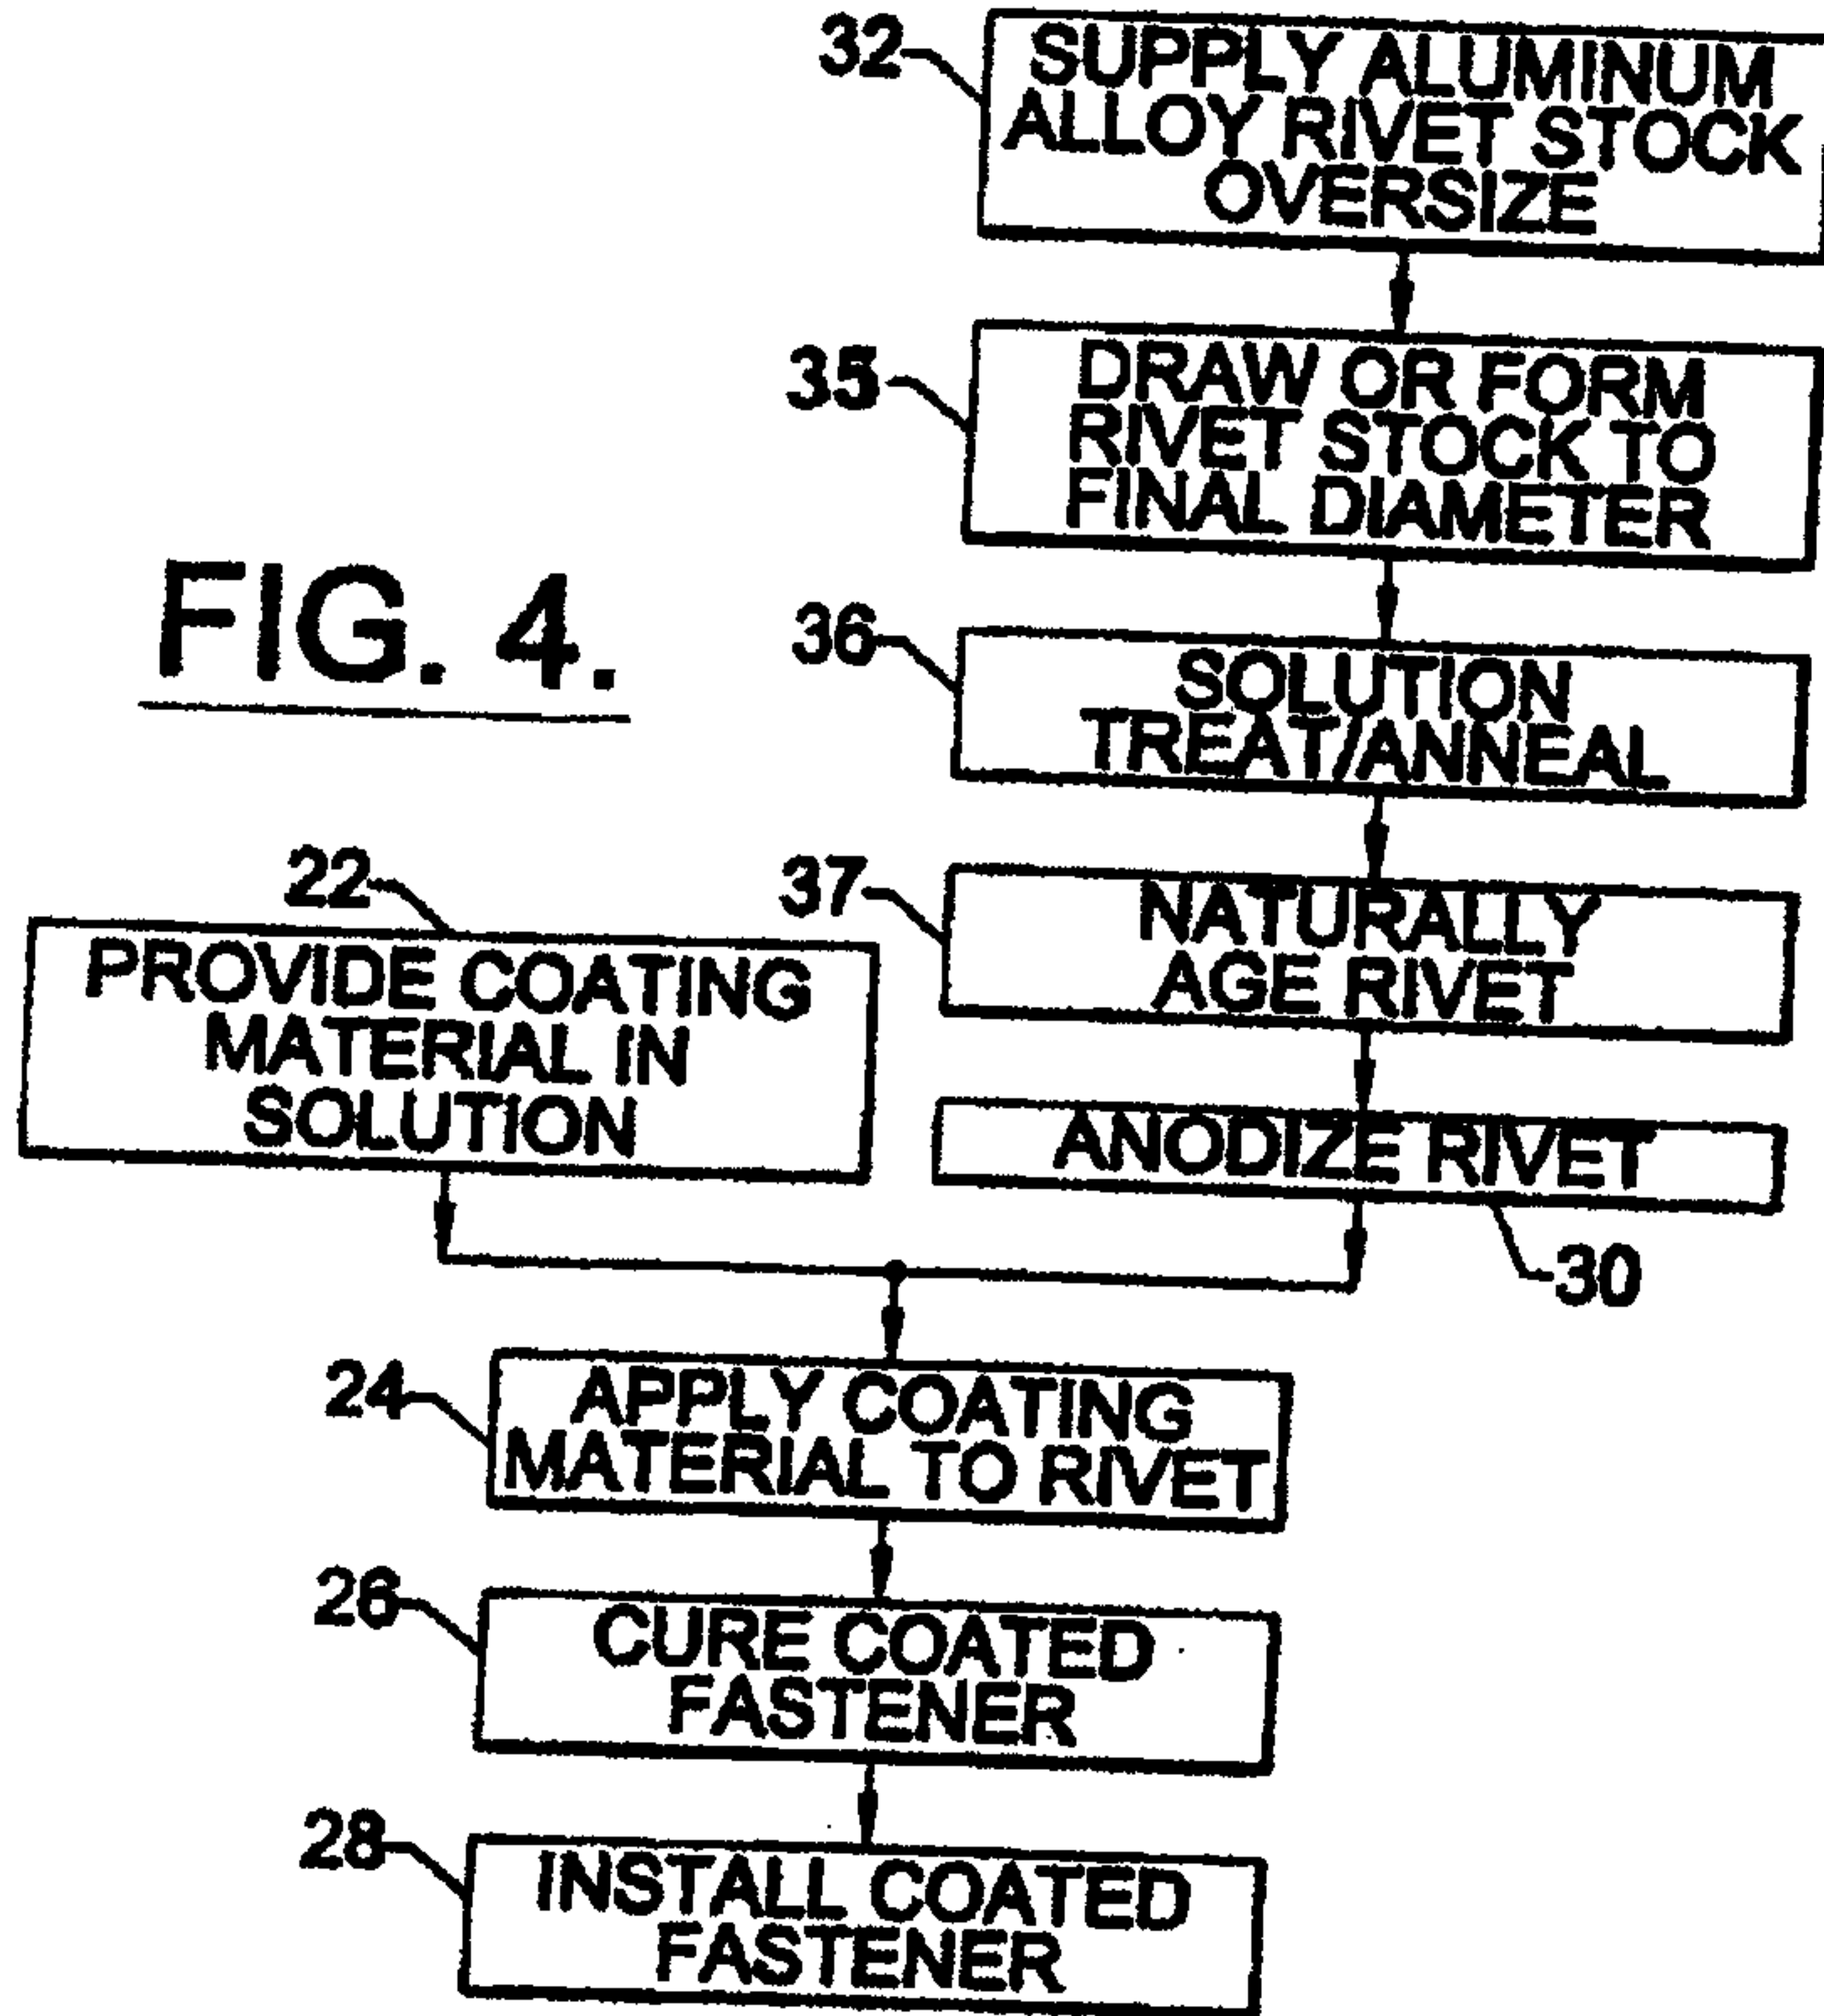 32
SUPPLY ALUMINUM
ALLOY RIVET STOCK
OVERSIZE
35
DRAW OR FORM
RIVET STOCK TO
FINAL DIAMETER
FIG. 4.
36
SOLUTION
TREAT/ANNEAL
22
PROVIDE COATING
MATERIAL IN
SOLUTION
37
NATURALLY
AGE RIVET
ANODIZE RIVET
30
24
APPLY COATING
MATERIAL TO RIVET
26
CURE COATED
FASTENER
28
INSTALL COATED
FASTENER